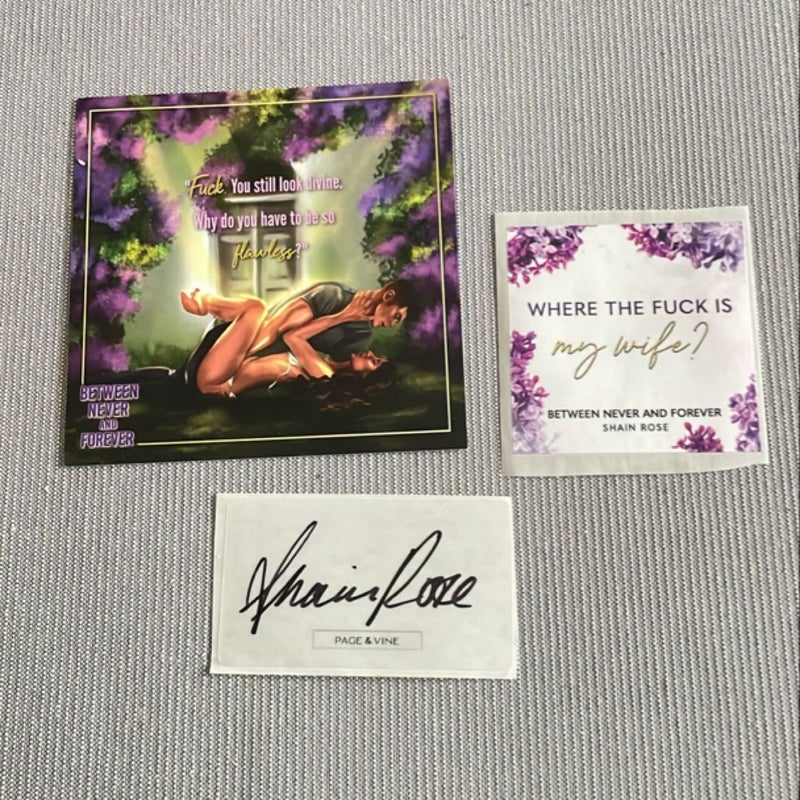 "Fuck. You still look divine.
Why do you have to be so
flawless?"
BETWEEN
NEVER
AND
FOREVER
WHERE THE FUCK IS
my wife?
BETWEEN NEVER AND FOREVER
SHAIN ROSE
Shain Rose
PAGE & VINE